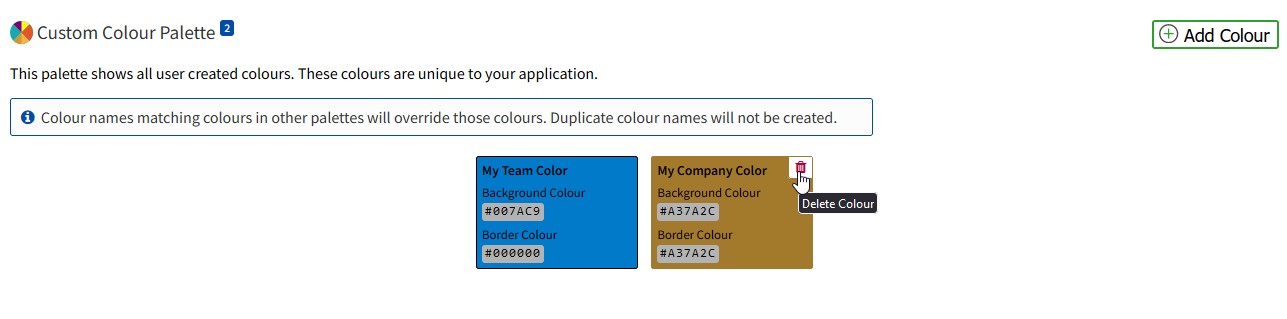 Custom Colour Palette 2
Add Colour
This palette shows all user created colours. These colours are unique to your application.
Colour names matching colours in other palettes will override those colours. Duplicate colour names will not be created.
My Team Color
Background Colour
#007AC9
Border Colour
#000000
My Company Color
Background Colour
#A37A2C
Border Colour
#A37A2C
Delete Colour